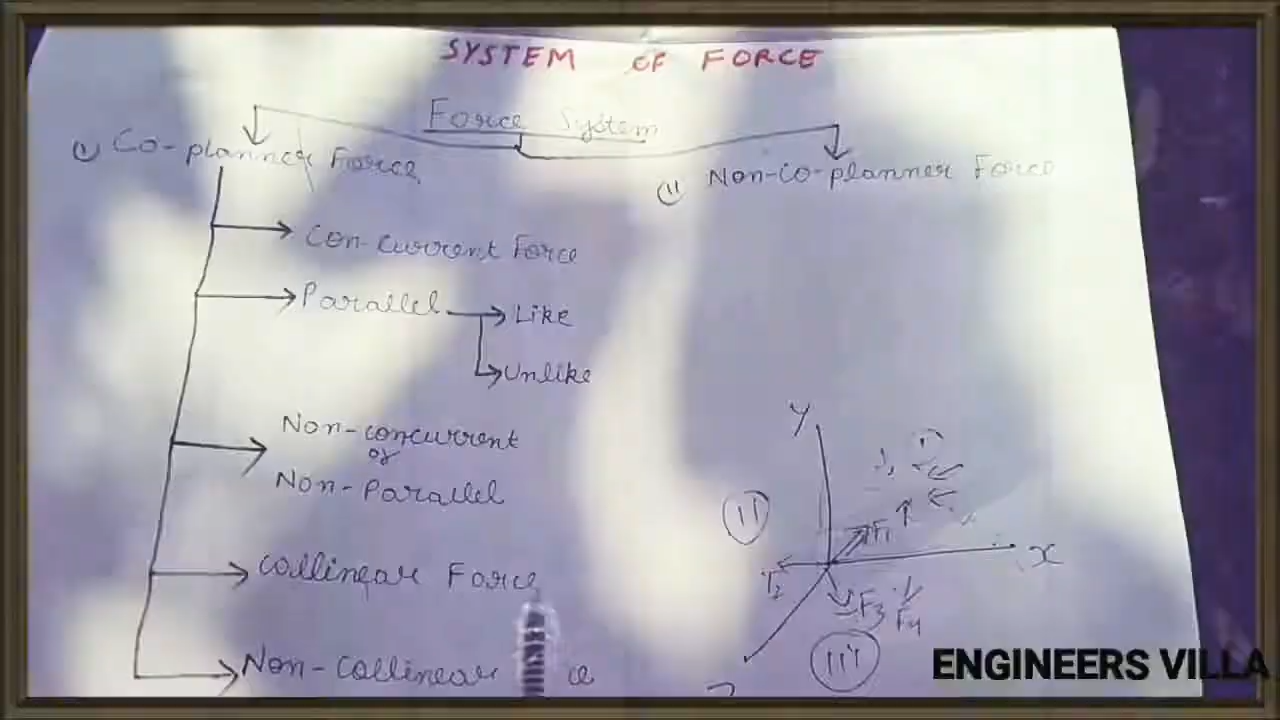 SYSTEM OF FORCE
Force System
Co-planner Force
(II) Non-Co-planner Force
Con-current Force
Parallel Like
Unlike
Non-concurrent
or
Non-Parallel
Collinear Force
Non-Collinear
Y
II
F1
x
F3 F4
III
ENGINEERS VILLA